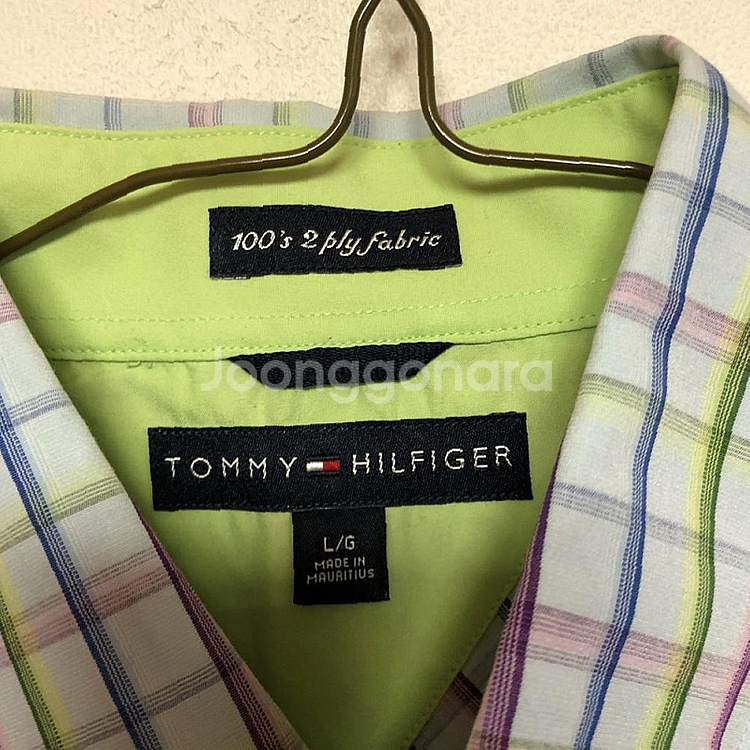 100's 2 ply fabric
Joonggonara
TOMMY HILFIGER
L/G
MADE IN
MAURITIUS